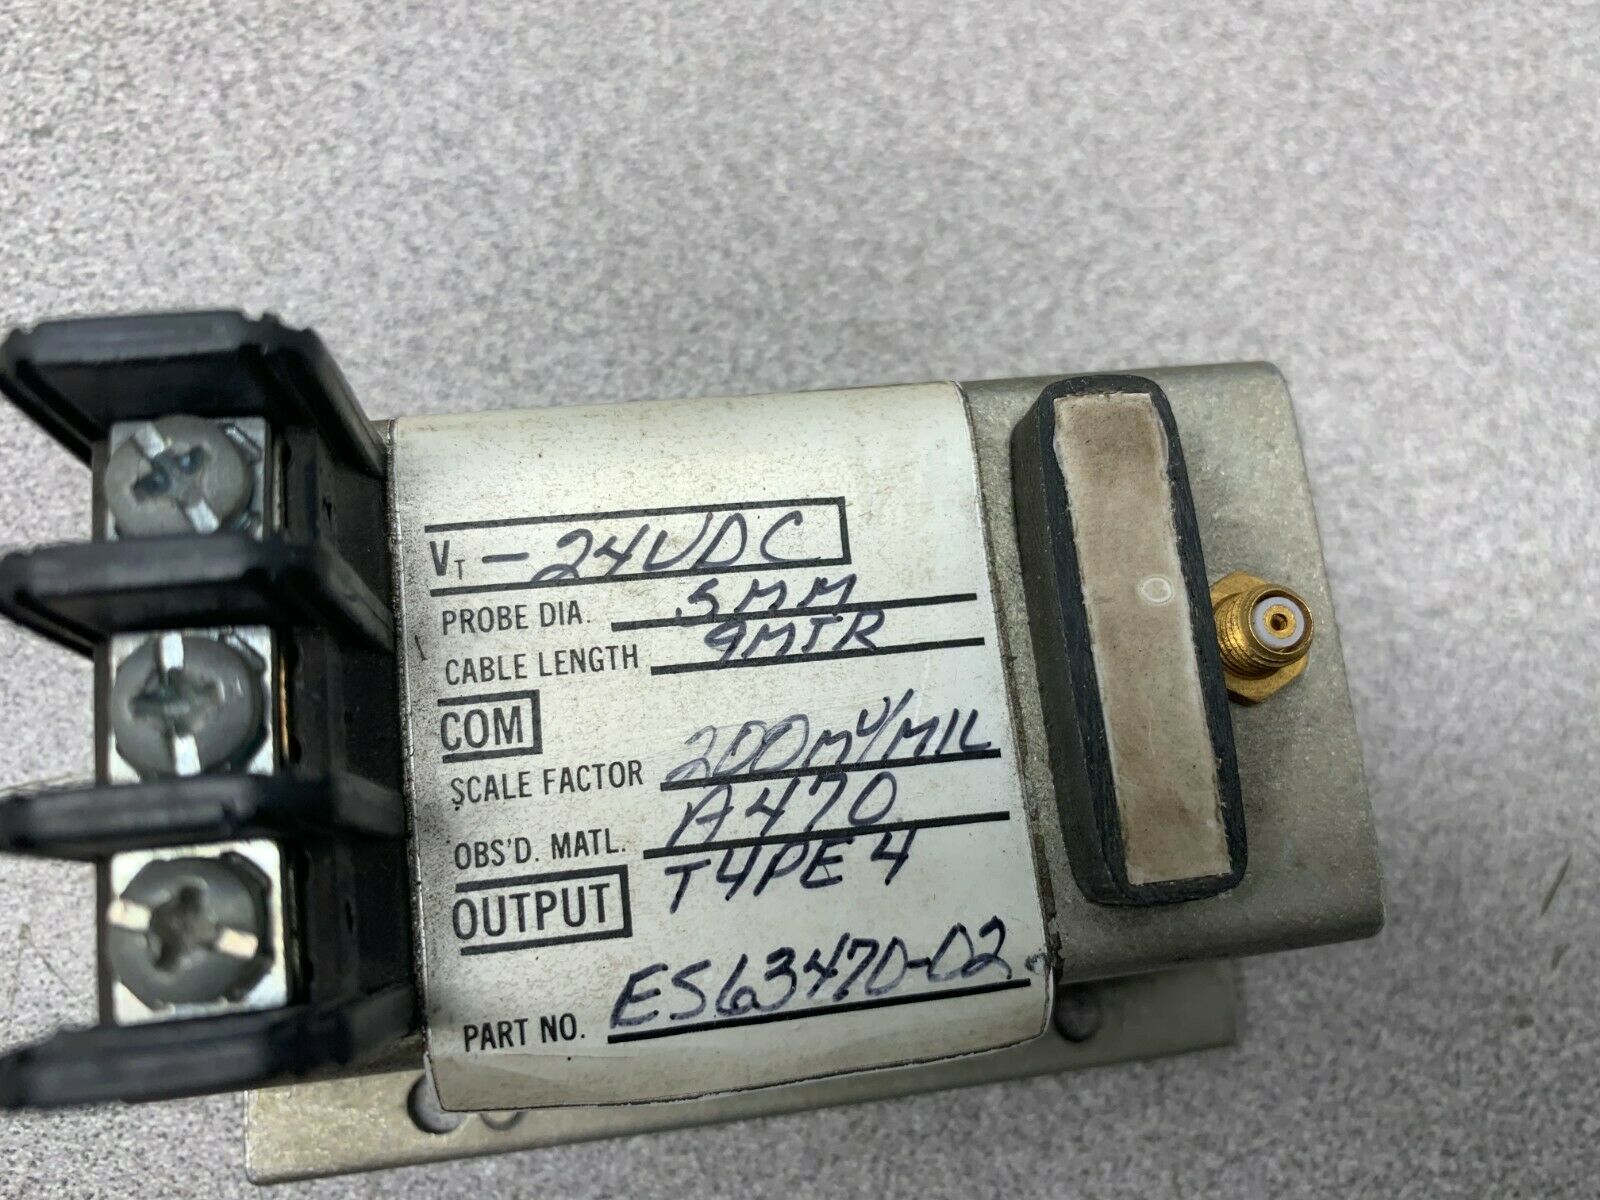 VT -24VDC
PROBE DIA. 5MM
CABLE LENGTH 9MTR
COM
SCALE FACTOR 200mV/MIL
OBS'D. MATL. A470
OUTPUT TYPE 4
PART NO. ES63470-02